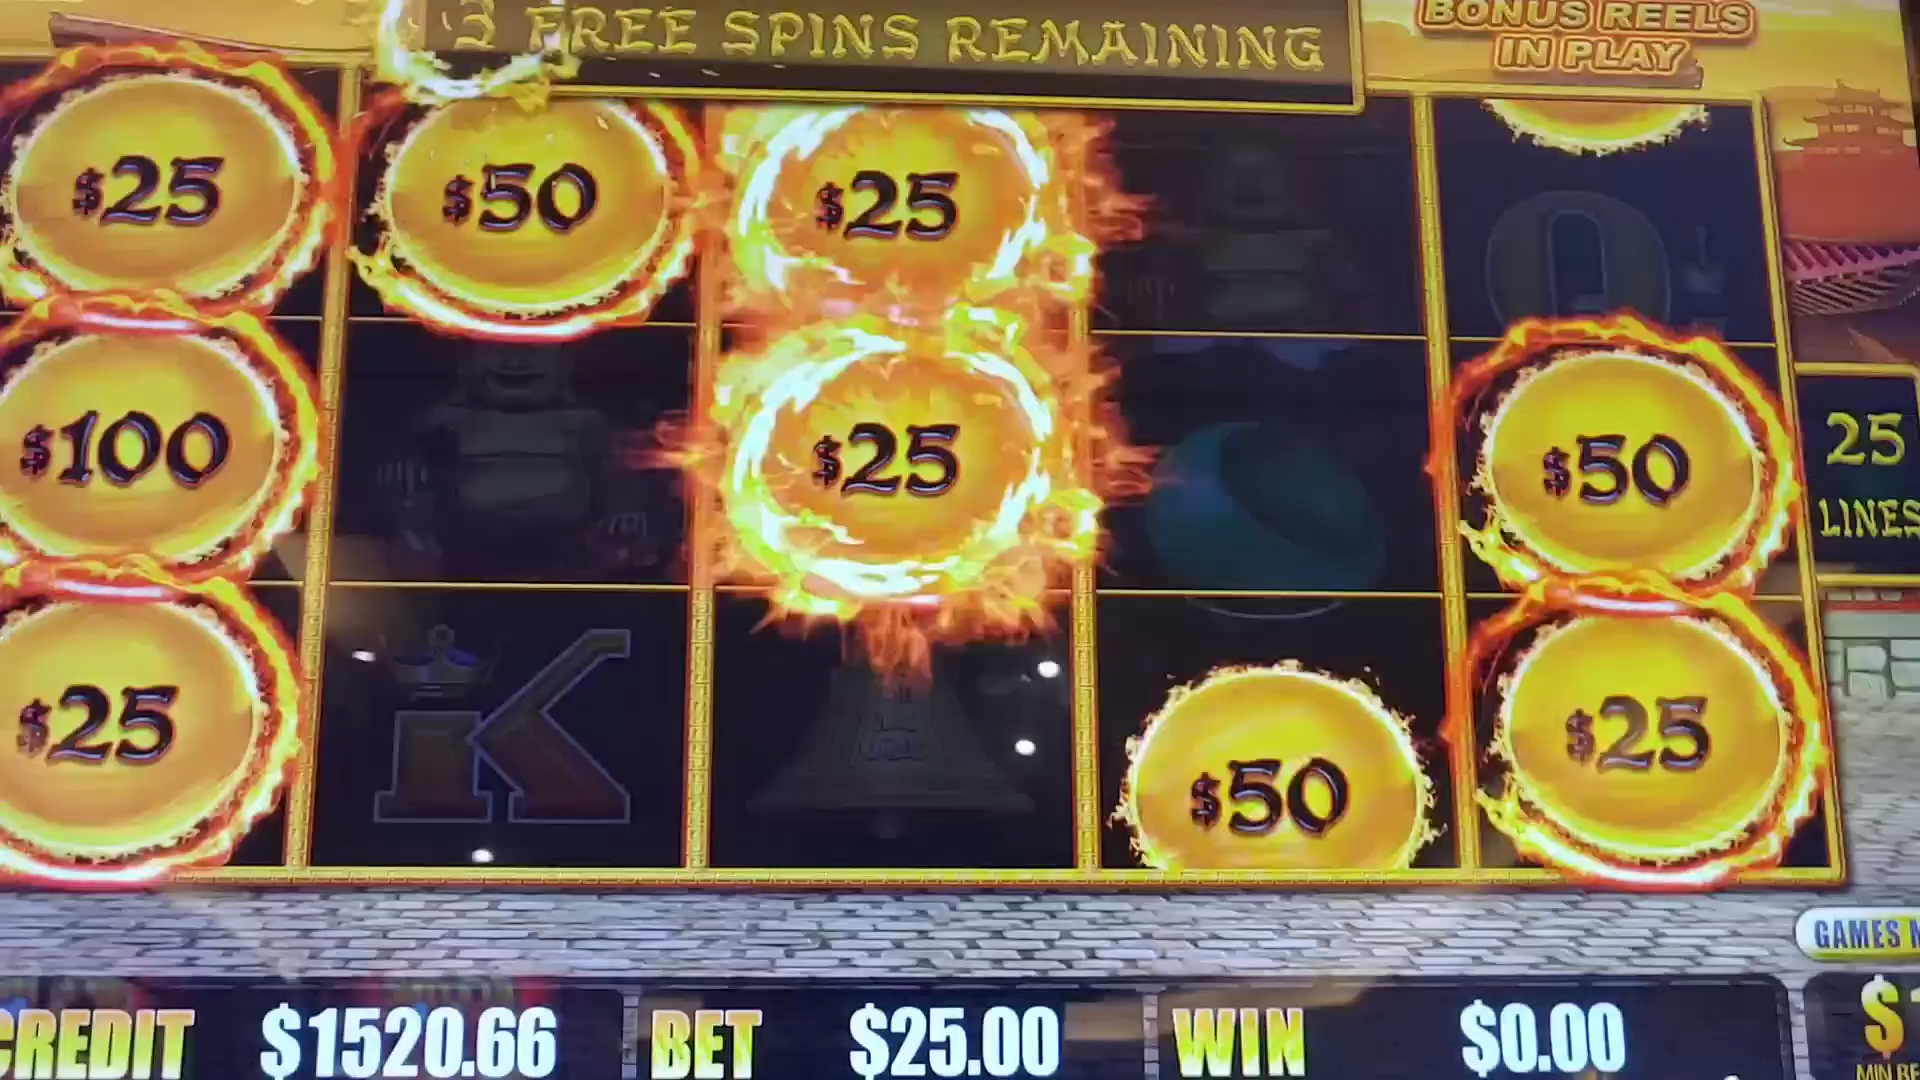 3 FREE SPINS REMAINING
BONUS REELS
IN PLAY
$25
$50
$25
$100
$25
$50
25
LINES
$25
K
$50
$25
GAMES
CREDIT $1520.66 BET $25.00 WIN $0.00
MIN